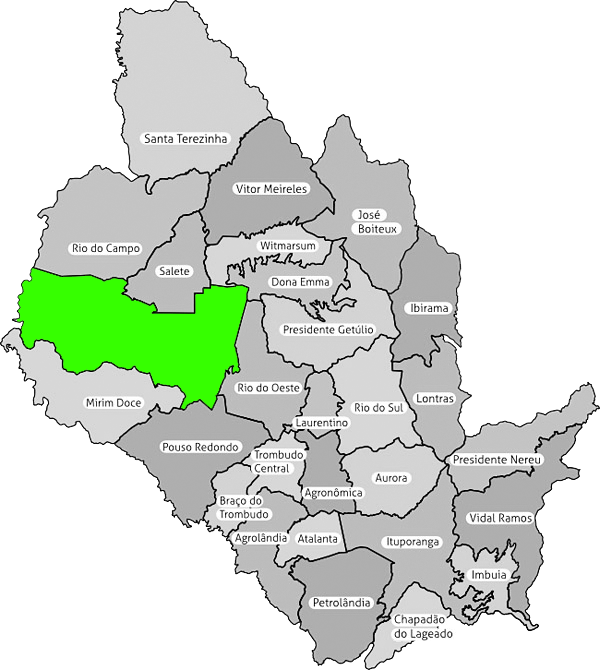 Santa Terezinha
Vitor Meireles
José
Boiteux
Rio do Campo
Witmarsum
Salete
Dona Emma
Ibirama
Presidente Getúlio
Rio do Oeste
Lontras
Mirim Doce
Rio do Sul
Laurentino
Pouso Redondo
Trombudo
Central
Presidente Nereu
Aurora
Agronômica
Braço do
Trombudo
Vidal Ramos
Agrolândia
Atalanta
Ituporanga
Imbuia
Petrolândia
Chapadão
do Lageado